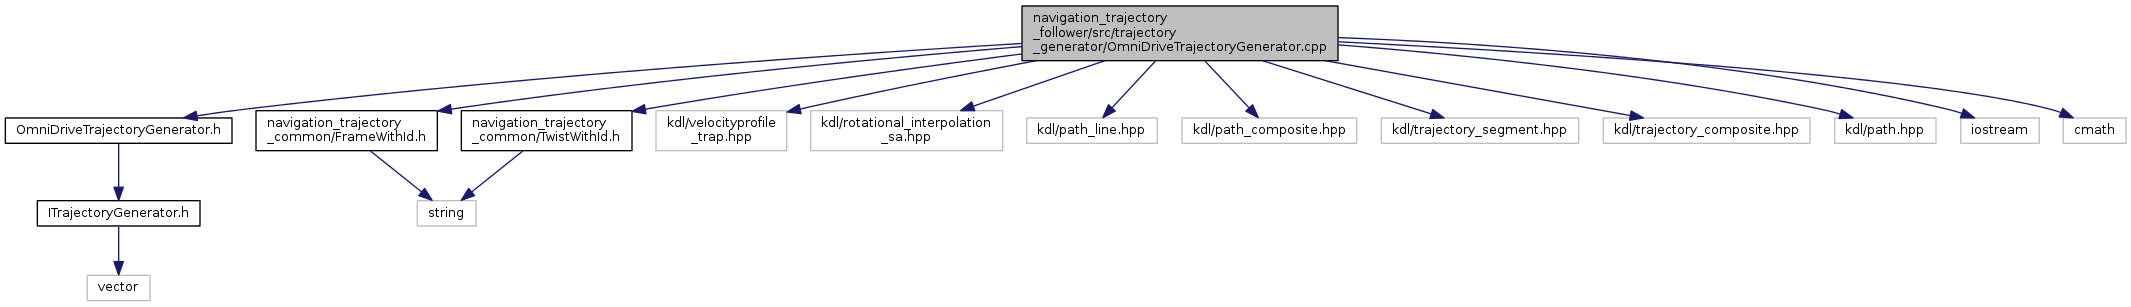 navigation_trajectory
_follower/src/trajectory
_generator/OmniDriveTrajectoryGenerator.cpp
OmniDriveTrajectoryGenerator.h
navigation_trajectory
_common/FrameWithId.h
navigation_trajectory
_common/TwistWithId.h
kdl/velocityprofile
_trap.hpp
kdl/rotational_interpolation
_sa.hpp
kdl/path_line.hpp
kdl/path_composite.hpp
kdl/trajectory_segment.hpp
kdl/trajectory_composite.hpp
kdl/path.hpp
iostream
cmath
ITrajectoryGenerator.h
string
vector